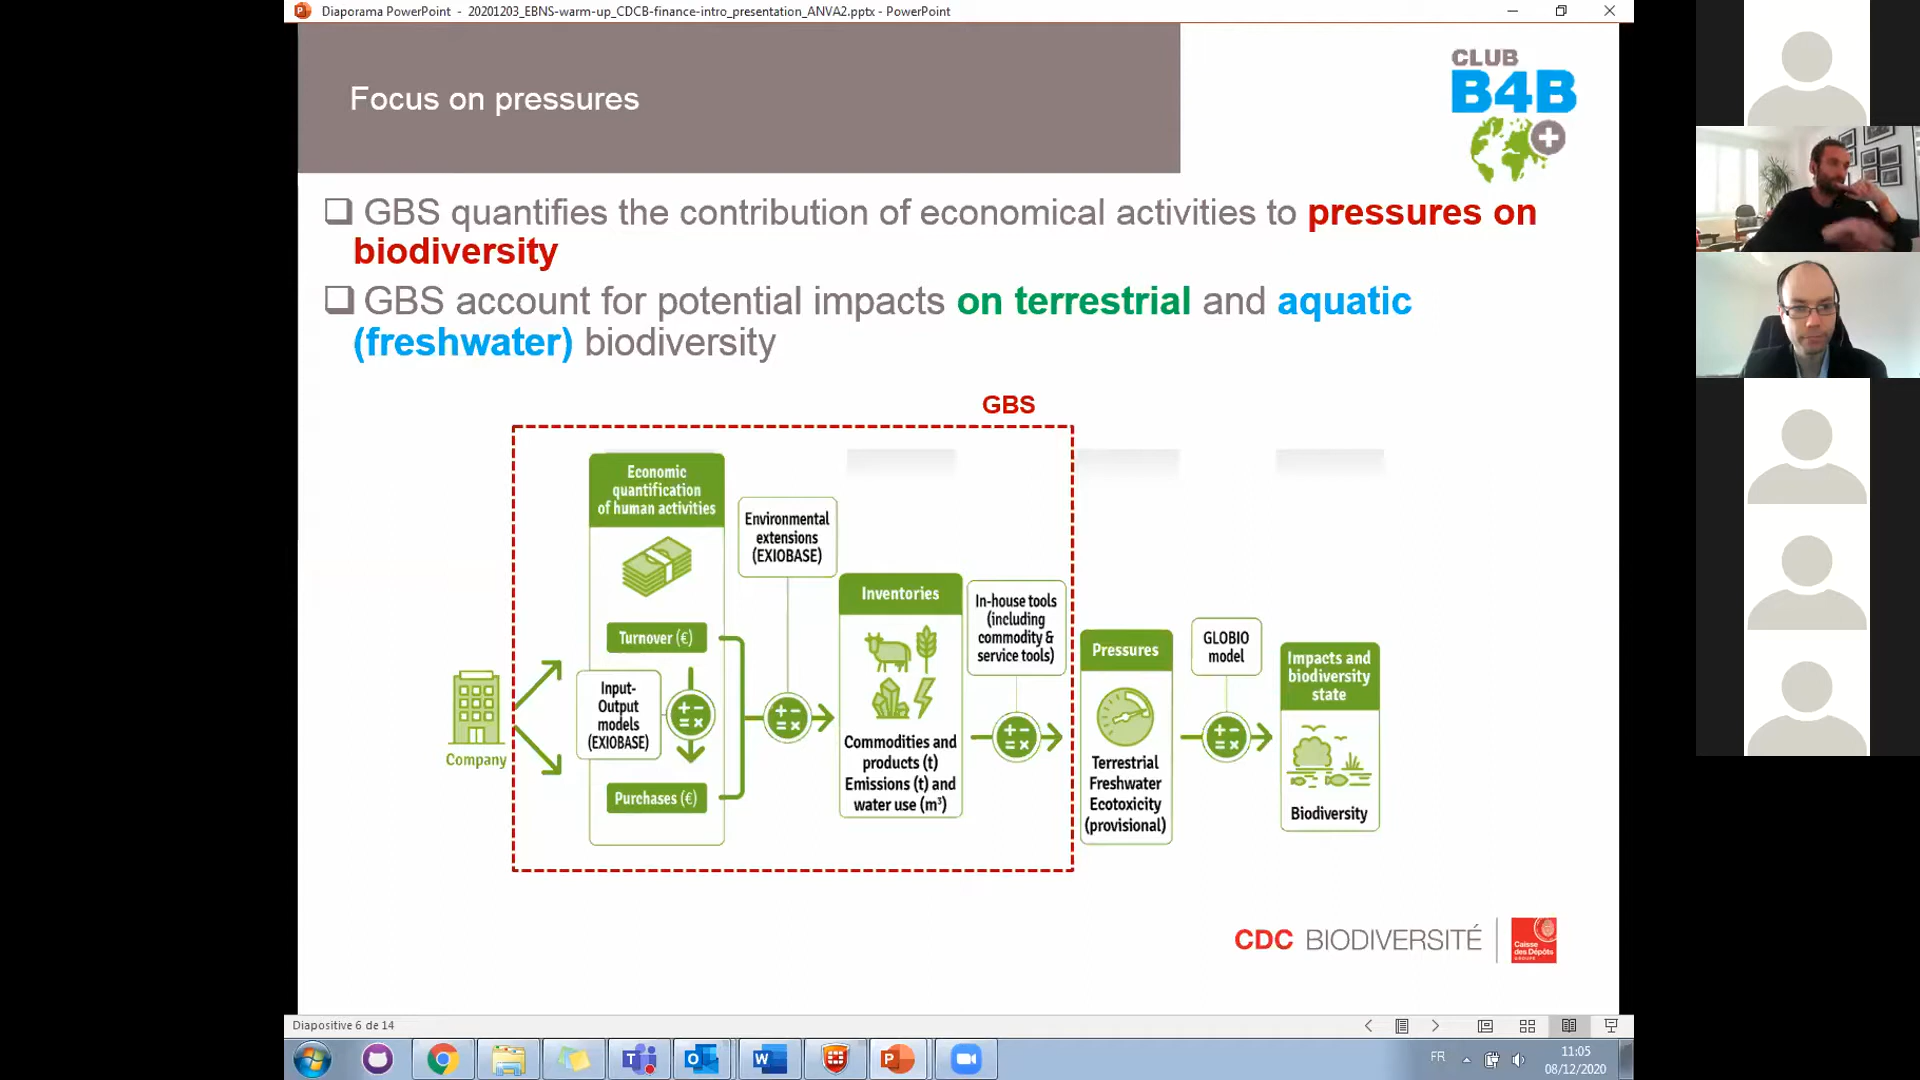 Diaporama PowerPoint - 20201203_EBNS-warm-up_CDCB-finance-intro_presentation_ANVA2.pptx - PowerPoint
Focus on pressures
CLUB
B4B
GBS quantifies the contribution of economical activities to pressures on
biodiversity
GBS account for potential impacts on terrestrial and aquatic
(freshwater) biodiversity
GBS
Company
Economic
quantification
of human activities
Turnover (€)
Input-
Output
models
(EXIOBASE)
Purchases (€)
Environmental
extensions
(EXIOBASE)
Inventories
Commodities and
products (t)
Emissions (t) and
water use (m³)
In-house tools
(including
commodity &
service tools)
Pressures
Terrestrial
Freshwater
Ecotoxicity
(provisional)
GLOBIO
model
Impacts and
biodiversity
state
Biodiversity
CDC BIODIVERSITÉ
Caisse
des Dépôts
GROUPE
Diapositive 6 de 14
FR
11:05
08/12/2020